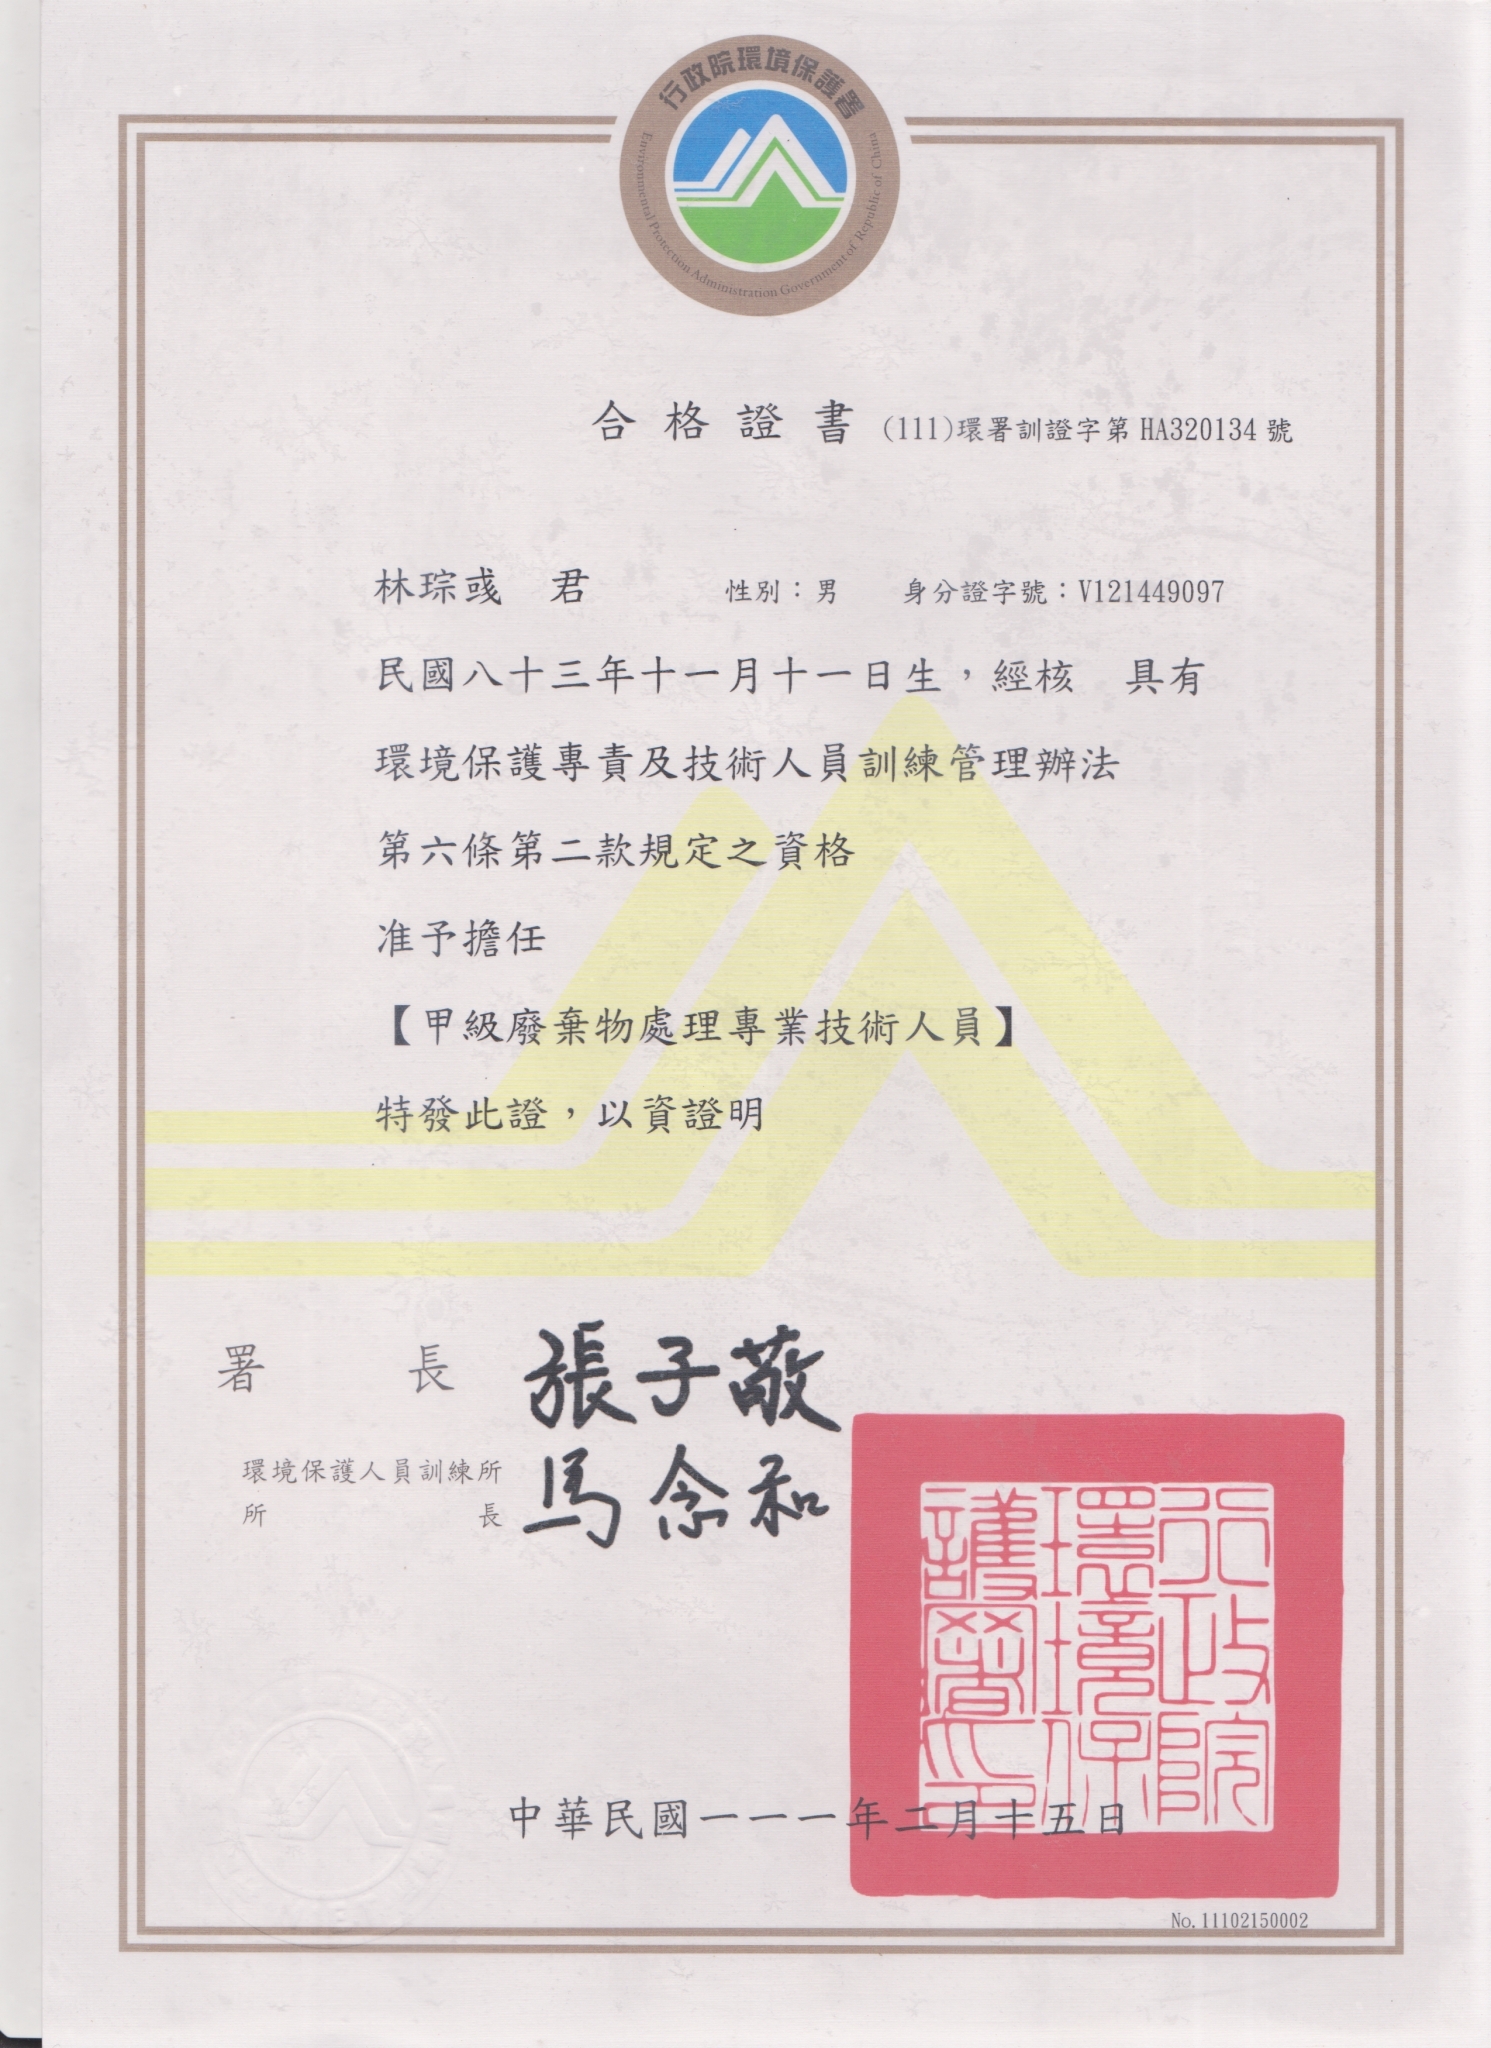 行政院環境保護署
Environmental Protection Administration Government of Republic of China
合格證書 (111)環署訓證字第HA320134號
林琮彧 君 性別：男 身分證字號：V121449097
民國八十三年十一月十一日生，經核 具有
環境保護專責及技術人員訓練管理辦法
第六條第二款規定之資格
准予擔任
【甲級廢棄物處理專業技術人員】
特發此證，以資證明
署長 張子敬
環境保護人員訓練所
所長 馬念和
行政院環境保護署印
中華民國一一一年二月十五日
No.11102150002